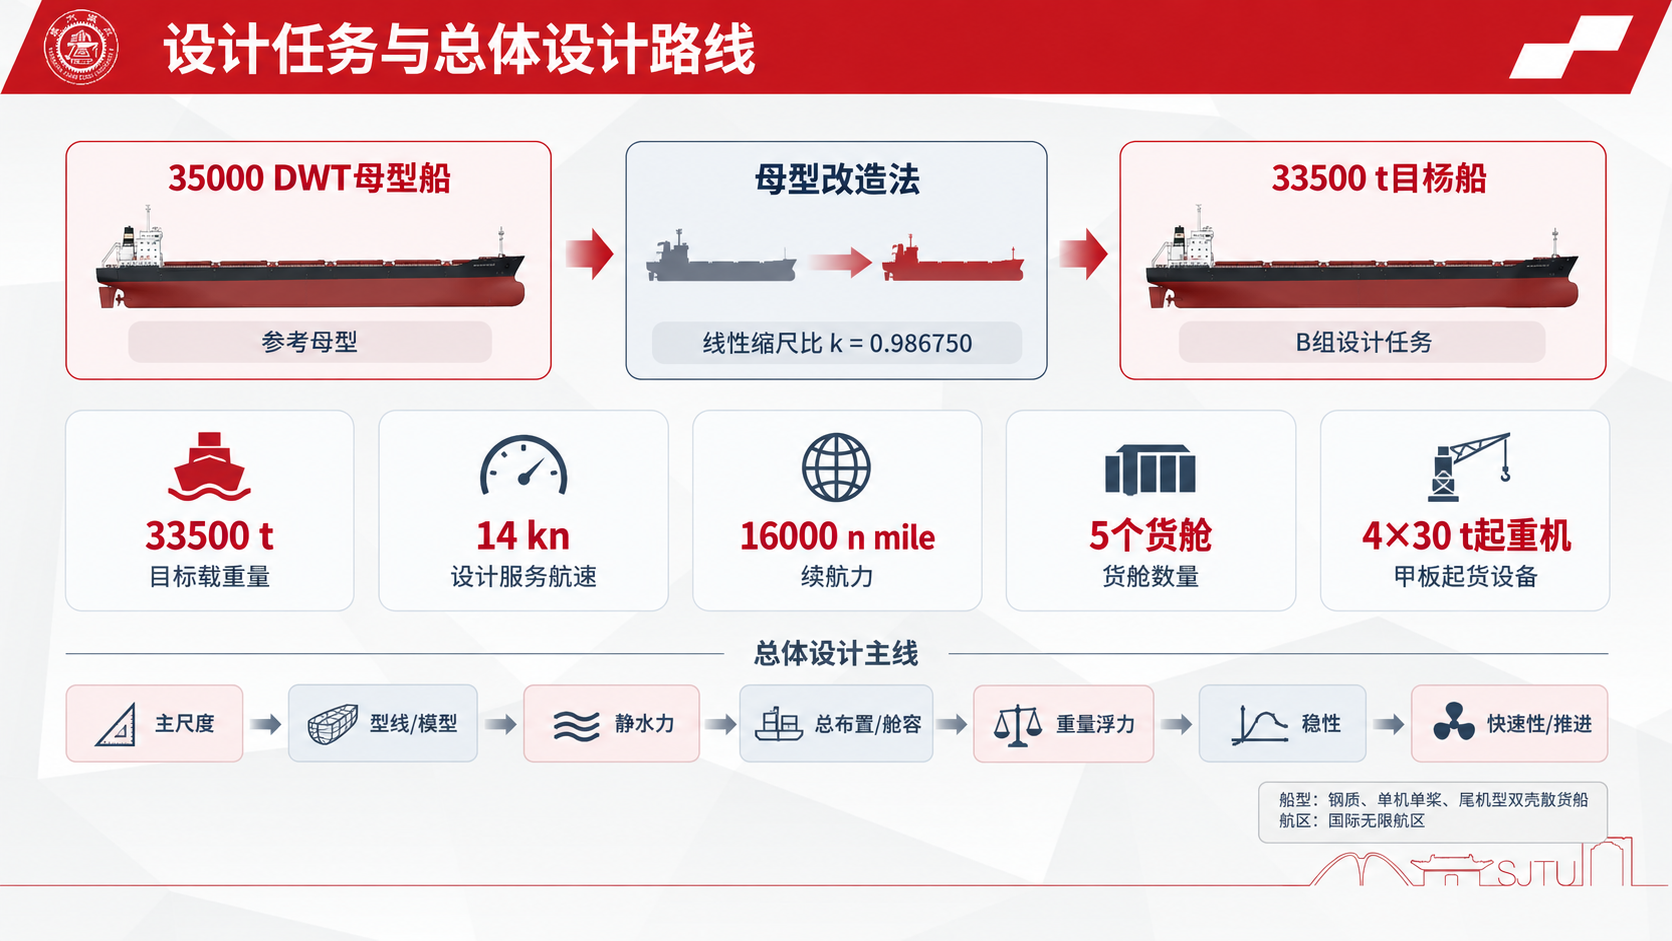 设计任务与总体设计路线
35000 DWT母型船
参考母型
母型改造法
线性缩尺比 k = 0.986750
33500 t目杨船
B组设计任务
33500 t
目标载重量
14 kn
设计服务航速
16000 n mile
续航力
5个货舱
货舱数量
4×30 t起重机
甲板起货设备
总体设计主线
主尺度
型线/模型
静水力
总布置/舱容
重量浮力
稳性
快速性/推进
船型：钢质、单机单桨、尾机型双壳散货船
航区：国际无限航区
SJTU